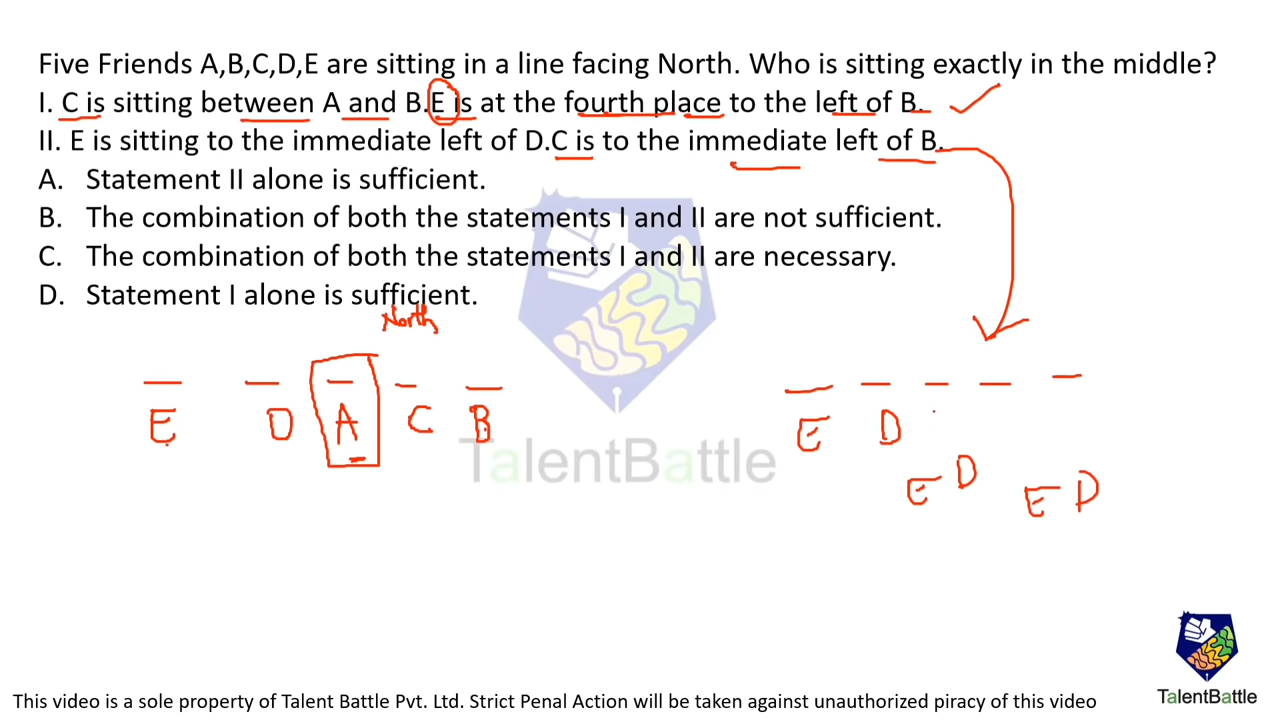 Five Friends A,B,C,D,E are sitting in a line facing North. Who is sitting exactly in the middle?
I. C is sitting between A and B.E is at the fourth place to the left of B.
II. E is sitting to the immediate left of D.C is to the immediate left of B.
A. Statement II alone is sufficient.
B. The combination of both the statements I and II are not sufficient.
C. The combination of both the statements I and II are necessary.
D. Statement I alone is sufficient.
North
E D A C B
E D
E D
E D
TalentBattle
TalentBattle
This video is a sole property of Talent Battle Pvt. Ltd. Strict Penal Action will be taken against unauthorized piracy of this video